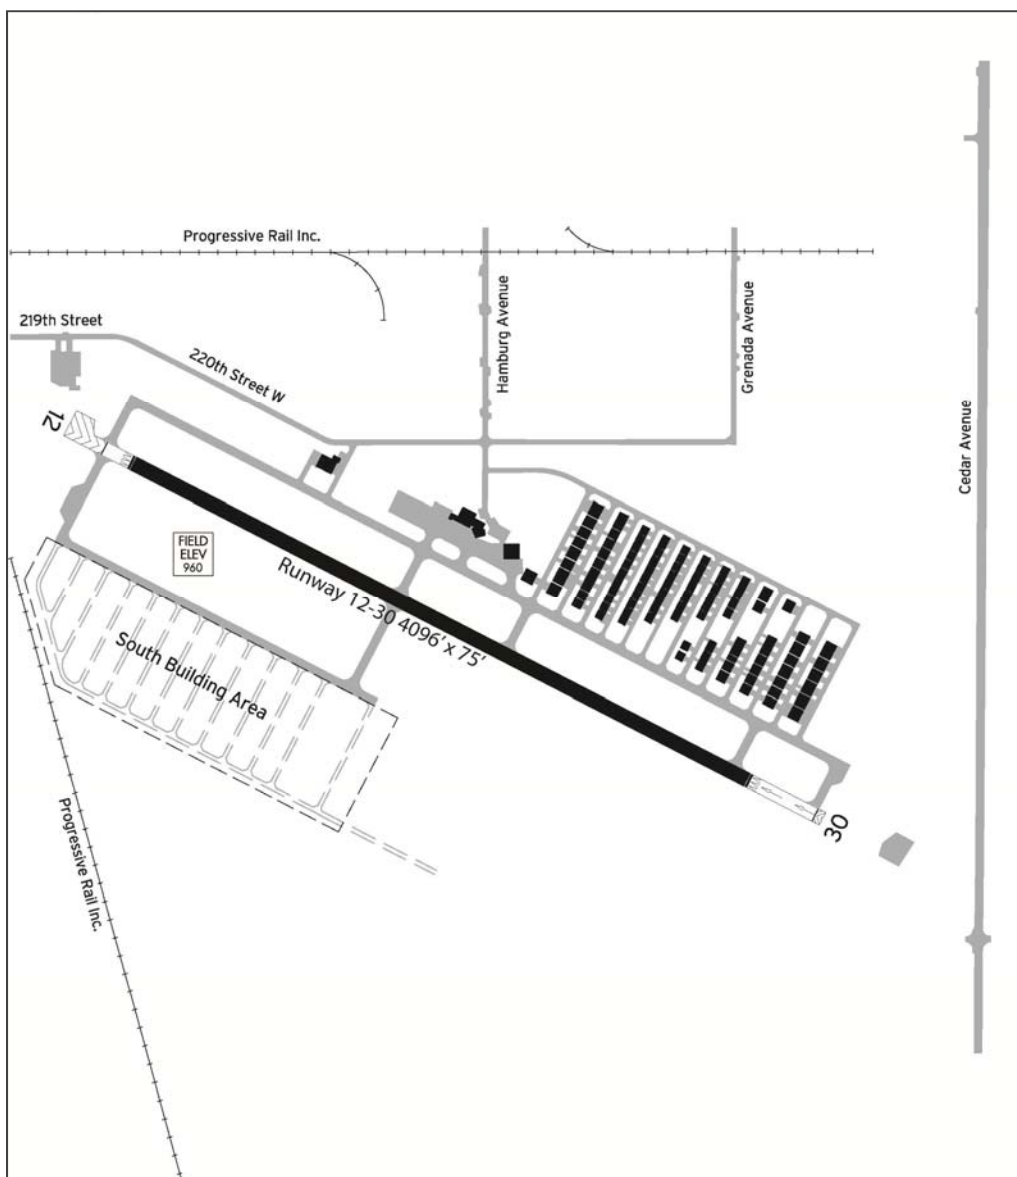 Progressive Rail Inc.
219th Street
220th Street W
Hamburg Avenue
Grenada Avenue
Cedar Avenue
12
FIELD
ELEV
960
Runway 12-30 4096' x 75'
South Building Area
30
Progressive Rail Inc.